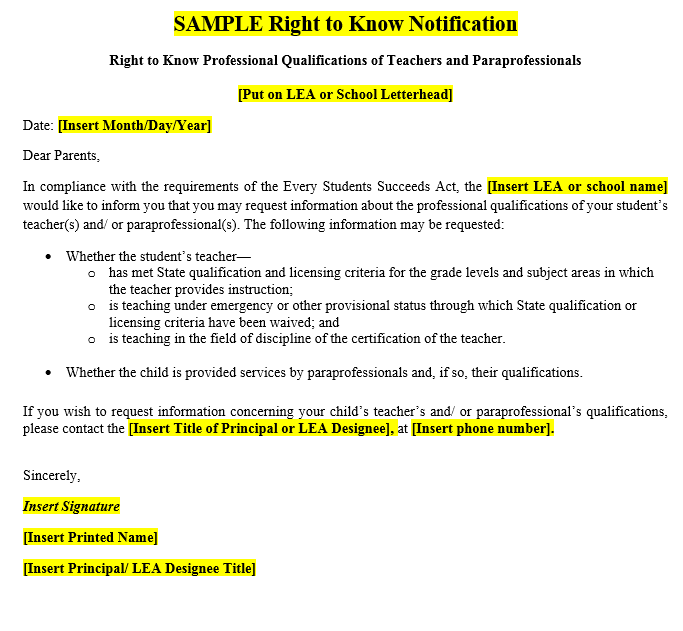 SAMPLE Right to Know Notification
Right to Know Professional Qualifications of Teachers and Paraprofessionals
[Put on LEA or School Letterhead]
Date: [Insert Month/Day/Year]
Dear Parents,
In compliance with the requirements of the Every Students Succeeds Act, the [Insert LEA or school name]
would like to inform you that you may request information about the professional qualifications of your student’s
teacher(s) and/ or paraprofessional(s). The following information may be requested:
• Whether the student’s teacher—
o has met State qualification and licensing criteria for the grade levels and subject areas in which
the teacher provides instruction;
o is teaching under emergency or other provisional status through which State qualification or
licensing criteria have been waived; and
o is teaching in the field of discipline of the certification of the teacher.
• Whether the child is provided services by paraprofessionals and, if so, their qualifications.
If you wish to request information concerning your child’s teacher’s and/ or paraprofessional’s qualifications,
please contact the [Insert Title of Principal or LEA Designee], at [Insert phone number].
Sincerely,
Insert Signature
[Insert Printed Name]
[Insert Principal/ LEA Designee Title]